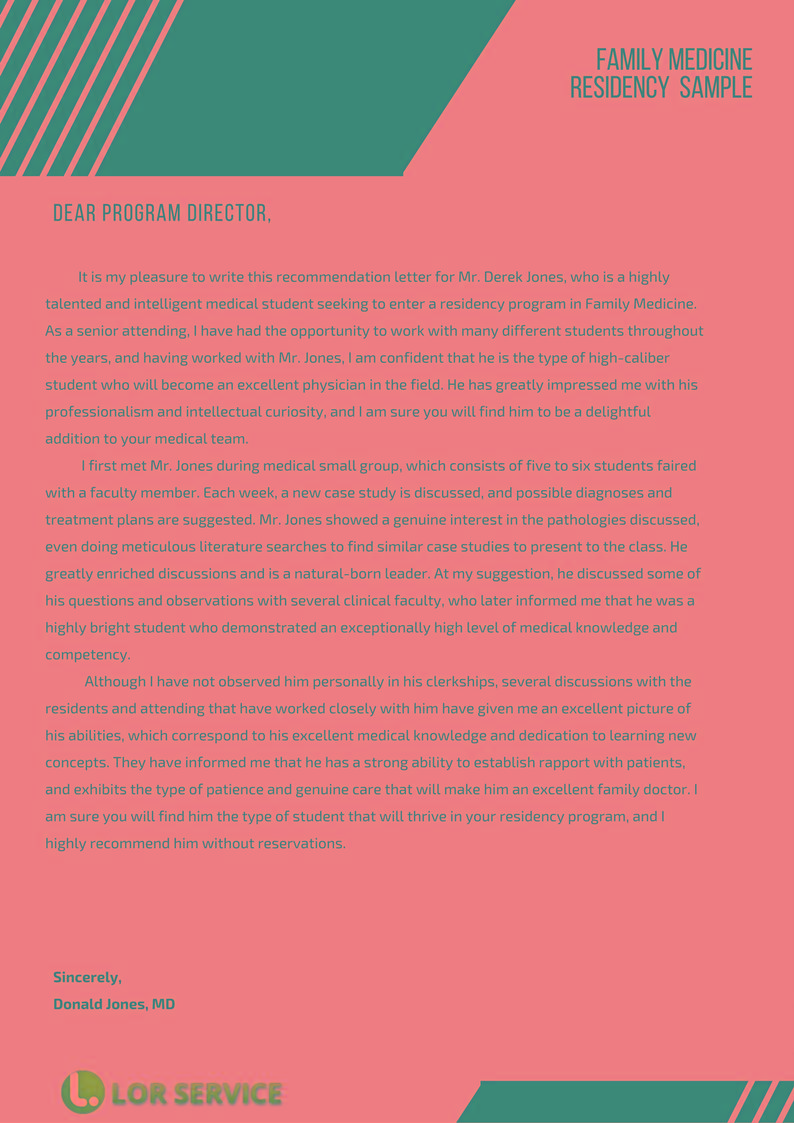 FAMILY MEDICINE
RESIDENCY SAMPLE
DEAR PROGRAM DIRECTOR,
It is my pleasure to write this recommendation letter for Mr. Derek Jones, who is a highly
talented and intelligent medical student seeking to enter a residency program in Family Medicine.
As a senior attending, I have had the opportunity to work with many different students throughout
the years, and having worked with Mr. Jones, I am confident that he is the type of high-caliber
student who will become an excellent physician in the field. He has greatly impressed me with his
professionalism and intellectual curiosity, and I am sure you will find him to be a delightful
addition to your medical team.
I first met Mr. Jones during medical small group, which consists of five to six students faired
with a faculty member. Each week, a new case study is discussed, and possible diagnoses and
treatment plans are suggested. Mr. Jones showed a genuine interest in the pathologies discussed,
even doing meticulous literature searches to find similar case studies to present to the class. He
greatly enriched discussions and is a natural-born leader. At my suggestion, he discussed some of
his questions and observations with several clinical faculty, who later informed me that he was a
highly bright student who demonstrated an exceptionally high level of medical knowledge and
competency.
Although I have not observed him personally in his clerkships, several discussions with the
residents and attending that have worked closely with him have given me an excellent picture of
his abilities, which correspond to his excellent medical knowledge and dedication to learning new
concepts. They have informed me that he has a strong ability to establish rapport with patients,
and exhibits the type of patience and genuine care that will make him an excellent family doctor. I
am sure you will find him the type of student that will thrive in your residency program, and I
highly recommend him without reservations.
Sincerely,
Donald Jones, MD
L. LOR SERVICE